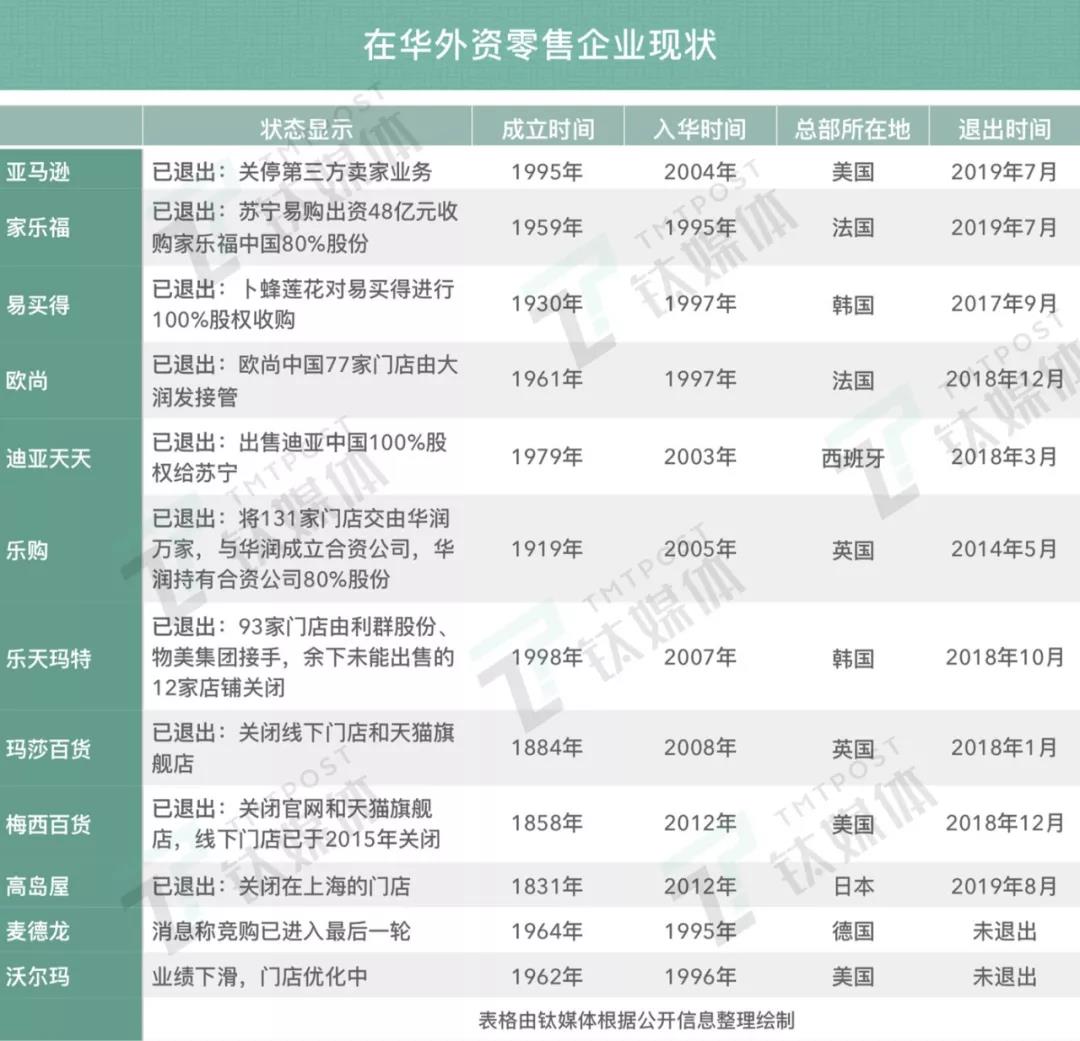 在华外资零售企业现状
状态显示 成立时间 入华时间 总部所在地 退出时间
亚马逊 已退出：关停第三方卖家业务 1995年 2004年 美国 2019年7月
家乐福 已退出：苏宁易购出资48亿元收
购家乐福中国80%股份 1959年 1995年 法国 2019年7月
易买得 已退出：卜蜂莲花对易买得进行
100%股权收购 1930年 1997年 韩国 2017年9月
欧尚 已退出：欧尚中国77家门店由大
润发接管 1961年 1997年 法国 2018年12月
迪亚天天 已退出：出售迪亚中国100%股
权给苏宁 1979年 2003年 西班牙 2018年3月
乐购 已退出：将131家门店交由华润
万家，与华润成立合资公司，华
润持有合资公司80%股份 1919年 2005年 英国 2014年5月
乐天玛特 已退出：93家门店由利群股份、
物美集团接手，余下未能出售的
12家店铺关闭 1998年 2007年 韩国 2018年10月
玛莎百货 已退出：关闭线下门店和天猫旗
舰店 1884年 2008年 英国 2018年1月
梅西百货 已退出：关闭官网和天猫旗舰
店，线下门店已于2015年关闭 1858年 2012年 美国 2018年12月
高岛屋 已退出：关闭在上海的门店 1831年 2012年 日本 2019年8月
麦德龙 消息称竞购已进入最后一轮 1964年 1995年 德国 未退出
沃尔玛 业绩下滑，门店优化中 1962年 1996年 美国 未退出
表格由钛媒体根据公开信息整理绘制
TMTPOST
钛媒体
TMTPOST
钛媒体
TMTPOST
钛媒体
TMTPOST
钛媒体
TMTPOST
钛媒体
TMTPOST
钛媒体
TMTPOST
钛媒体